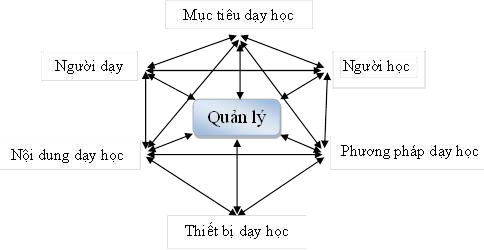 Mục tiêu dạy học
Người dạy
Người học
Quản lý
Nội dung dạy học
Phương pháp dạy học
Thiết bị dạy học